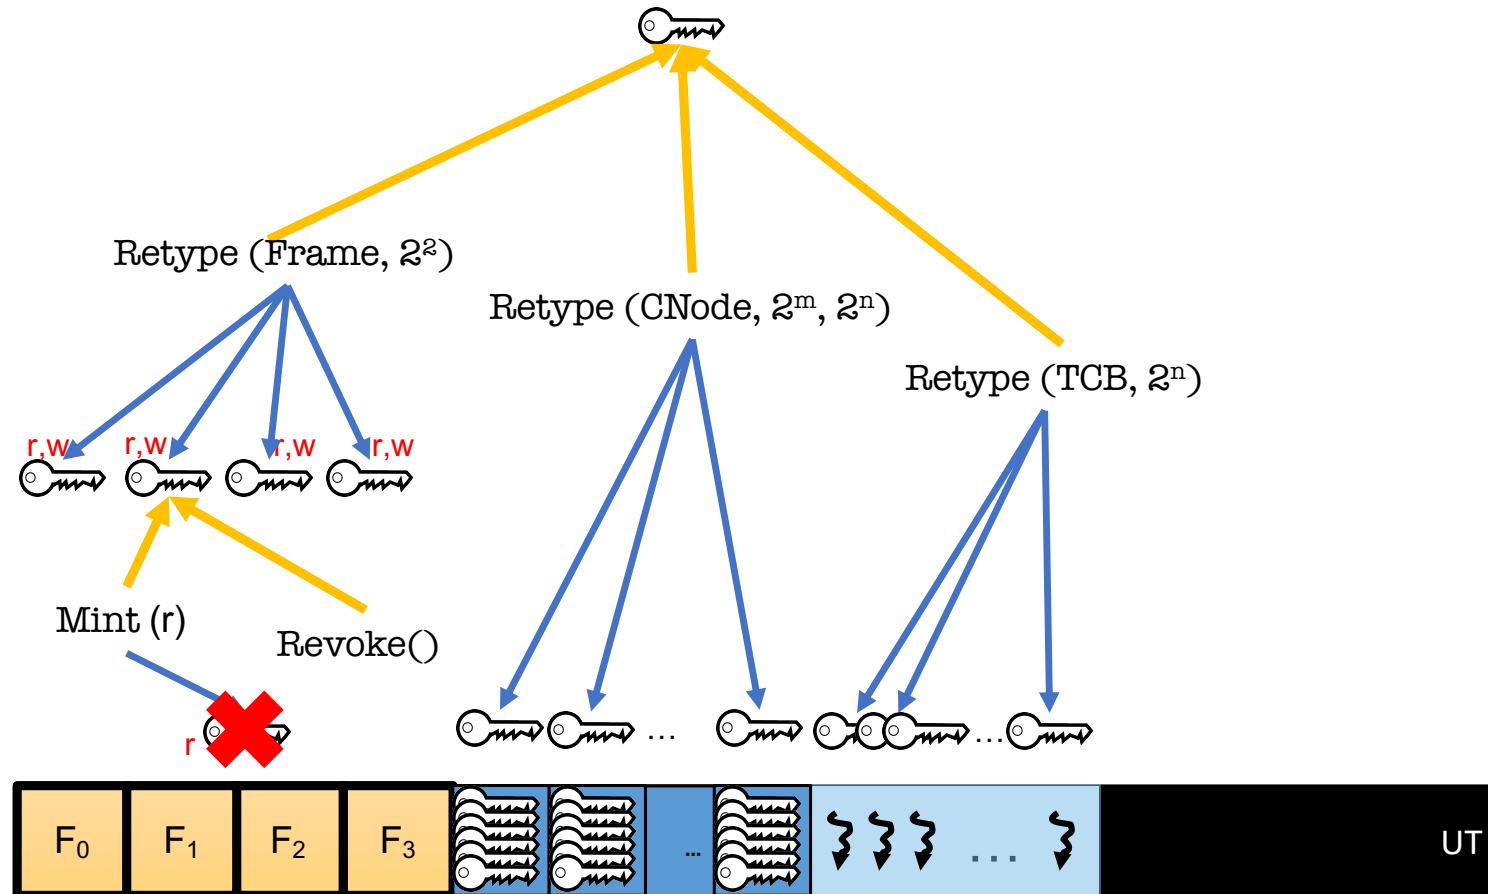 Retype (Frame, 2²)
Retype (CNode, 2ᵐ, 2ⁿ)
Retype (TCB, 2ⁿ)
r,w r,w r,w r,w
Mint (r)
Revoke()
r
... ...
F₀ F₁ F₂ F₃ ... ... UT